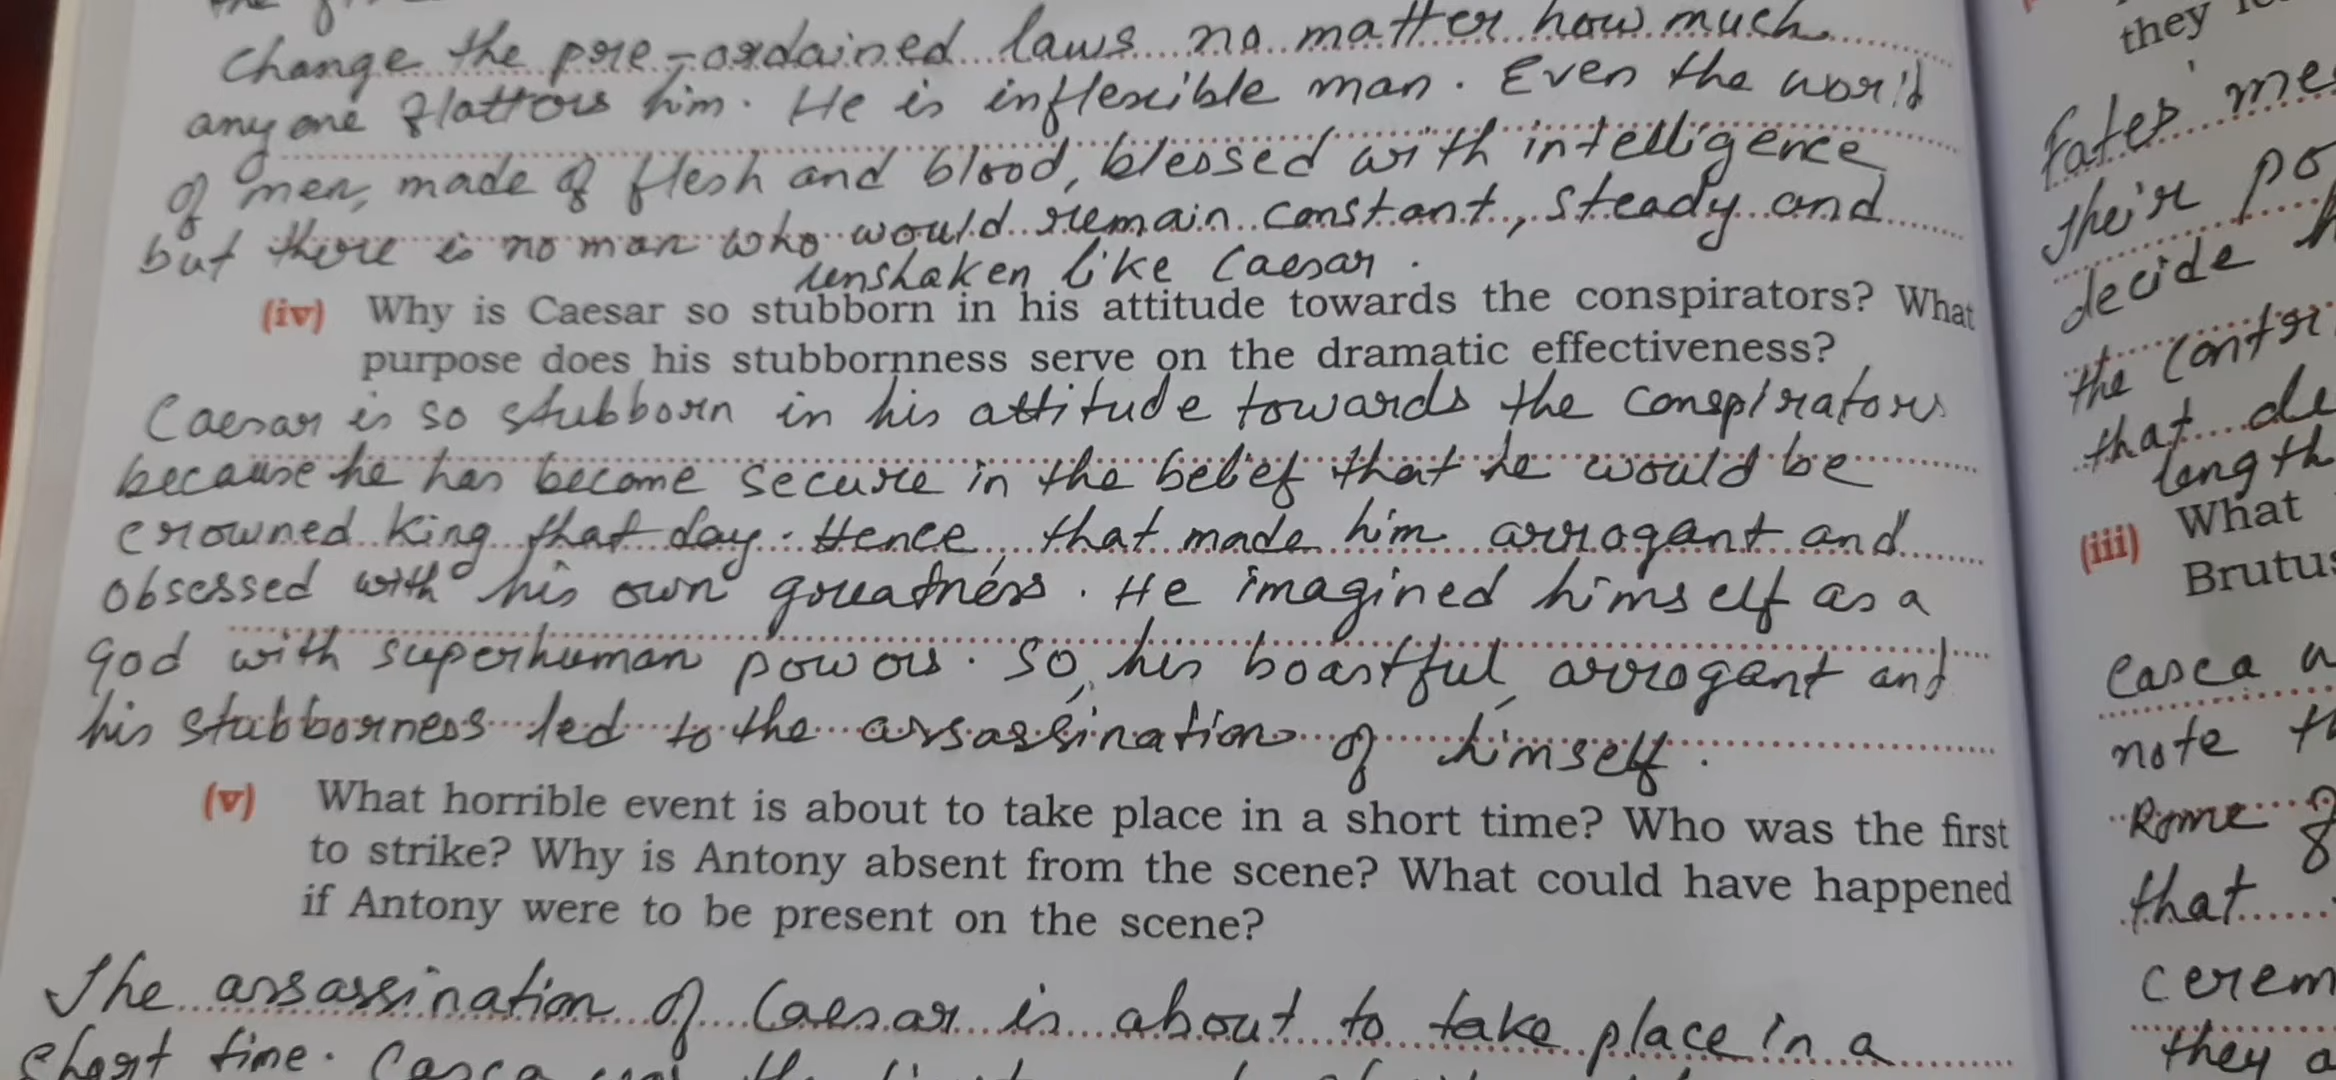 change the pre-ordained laws no matter how much
anyone flattors him. He is inflexible man. Even the world
of men, made of flesh and blood, blessed with intelligence
but there is no man who would remain constant, steady and
unshaken like Caesar.
(iv) Why is Caesar so stubborn in his attitude towards the conspirators? What
purpose does his stubbornness serve on the dramatic effectiveness?
Caesar is so stubborn in his attitude towards the conspirators
because he has become secure in the belief that he would be
crowned king that day. Hence, that made him arrogant and
obsessed with his own greatness. He imagined himself as a
god with superhuman powors. So, his boastful, arrogant and
his stubborness led to the assassination of himself.
(v) What horrible event is about to take place in a short time? Who was the first
to strike? Why is Antony absent from the scene? What could have happened
if Antony were to be present on the scene?
The assassination of Caesar is about to take place in a
short time. Casca
they
Fates' me
their po
decide
the contr
that de
length
(iii) What
Brutus
Casca w
note th
Rome
that
cerem
they a